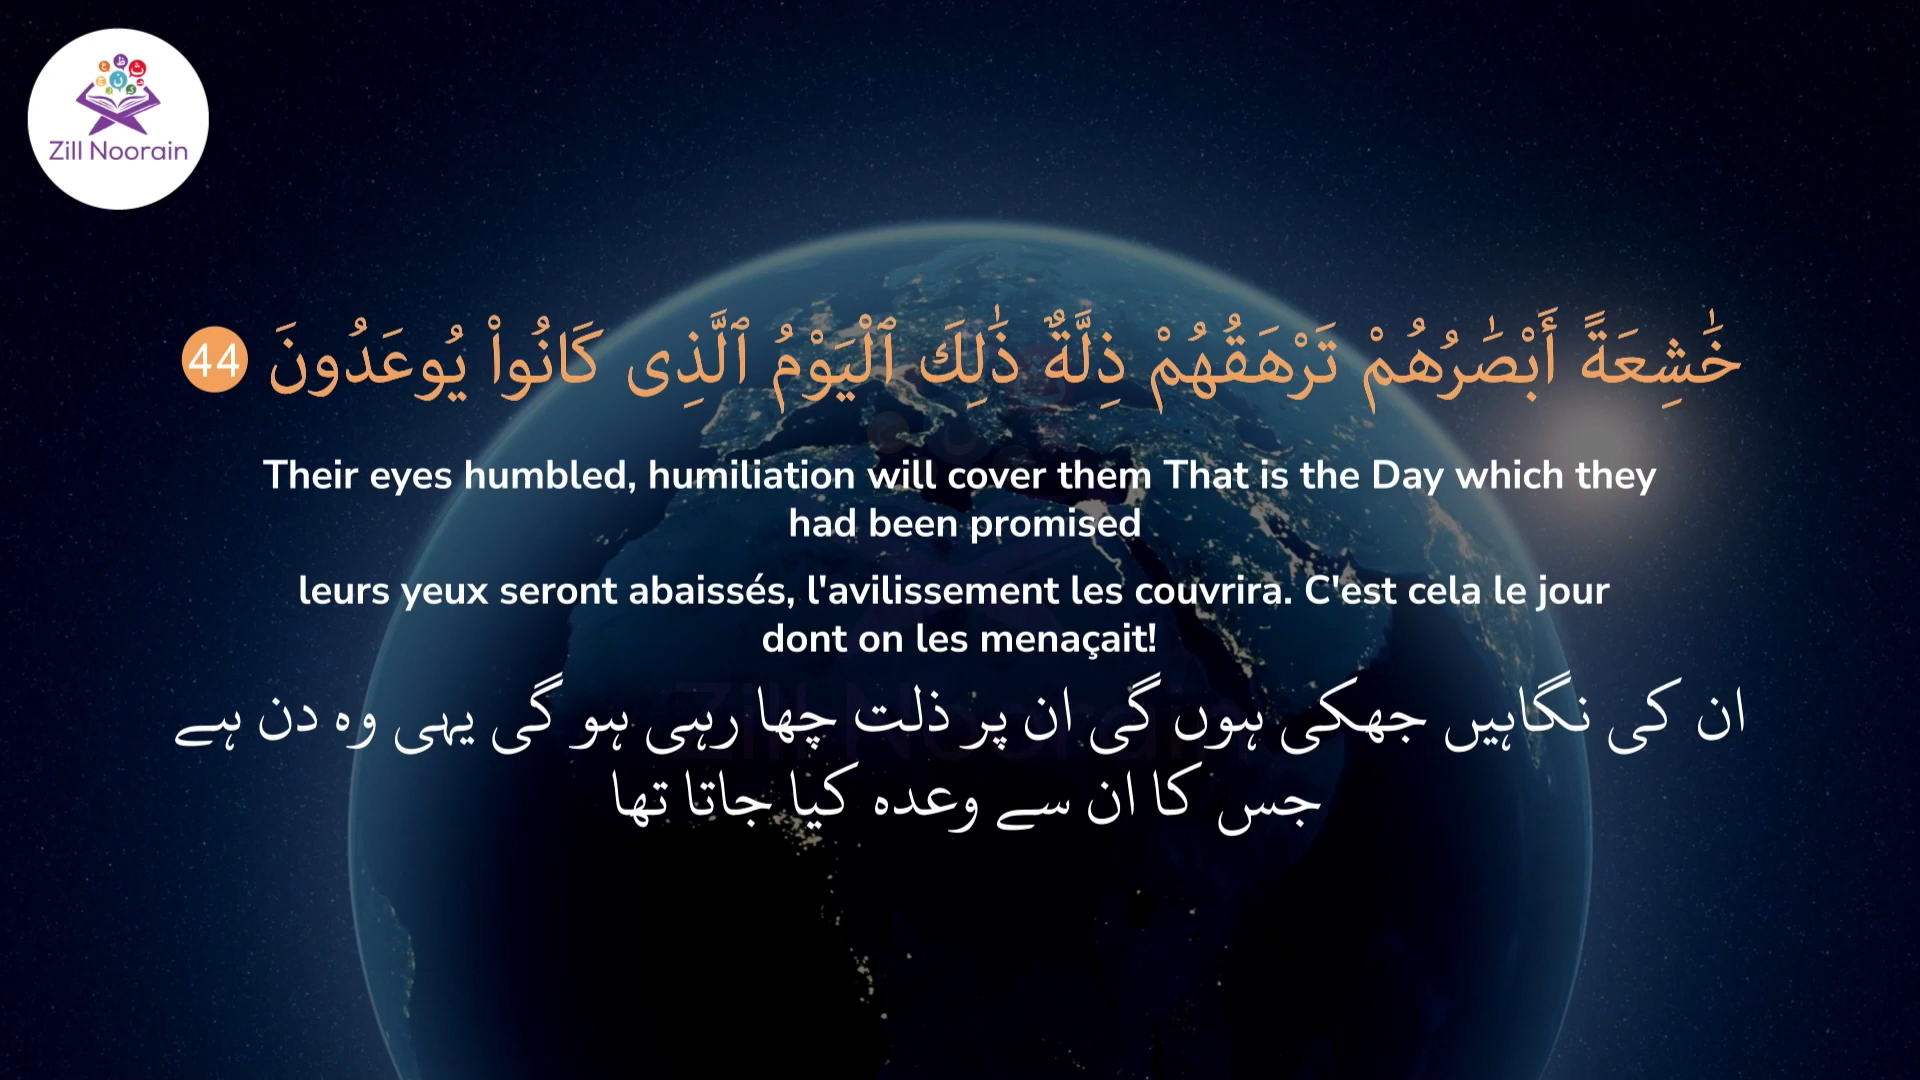 Zill Noorain
خَٰشِعَةً أَبْصَٰرُهُمْ تَرْهَقُهُمْ ذِلَّةٌ ذَٰلِكَ ٱلْيَوْمُ ٱلَّذِى كَانُوا۟ يُوعَدُونَ 44
Their eyes humbled, humiliation will cover them That is the Day which they
had been promised
leurs yeux seront abaissés, l'avilissement les couvrira. C'est cela le jour
dont on les menaçait!
ان کی نگاہیں جھکی ہوں گی ان پر ذلت چھا رہی ہو گی یہی وہ دن ہے
جس کا ان سے وعدہ کیا جاتا تھا